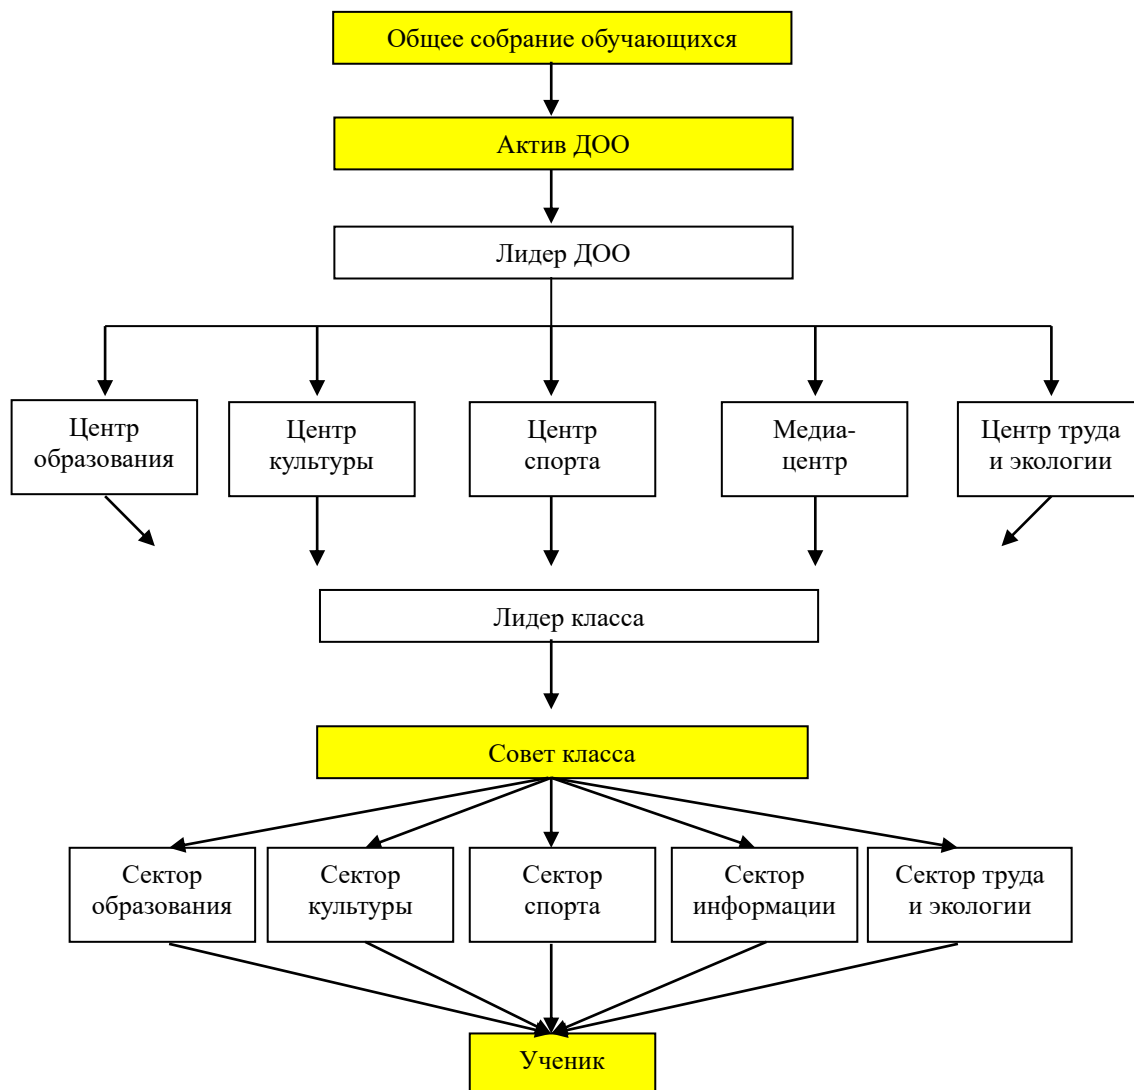 Общее собрание обучающихся
Актив ДОО
Лидер ДОО
Центр
образования
Центр
культуры
Центр
спорта
Медиа-
центр
Центр труда
и экологии
Лидер класса
Совет класса
Сектор
образования
Сектор
культуры
Сектор
спорта
Сектор
информации
Сектор труда
и экологии
Ученик